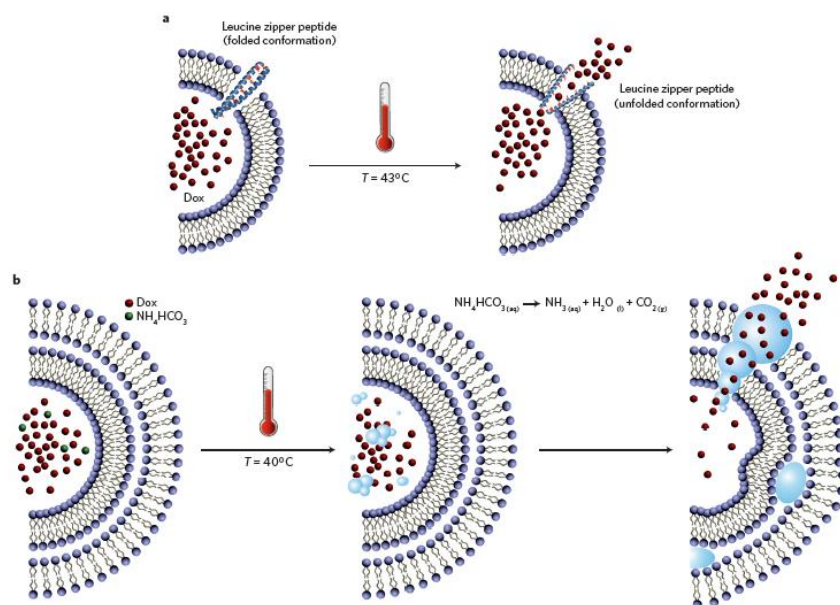 a
Leucine zipper peptide
(folded conformation)
Leucine zipper peptide
(unfolded conformation)
Dox
T = 43ºC
b
Dox
NH₄HCO₃
NH₄HCO₃ (aq) → NH₃ (aq) + H₂O (l) + CO₂ (g)
T = 40ºC